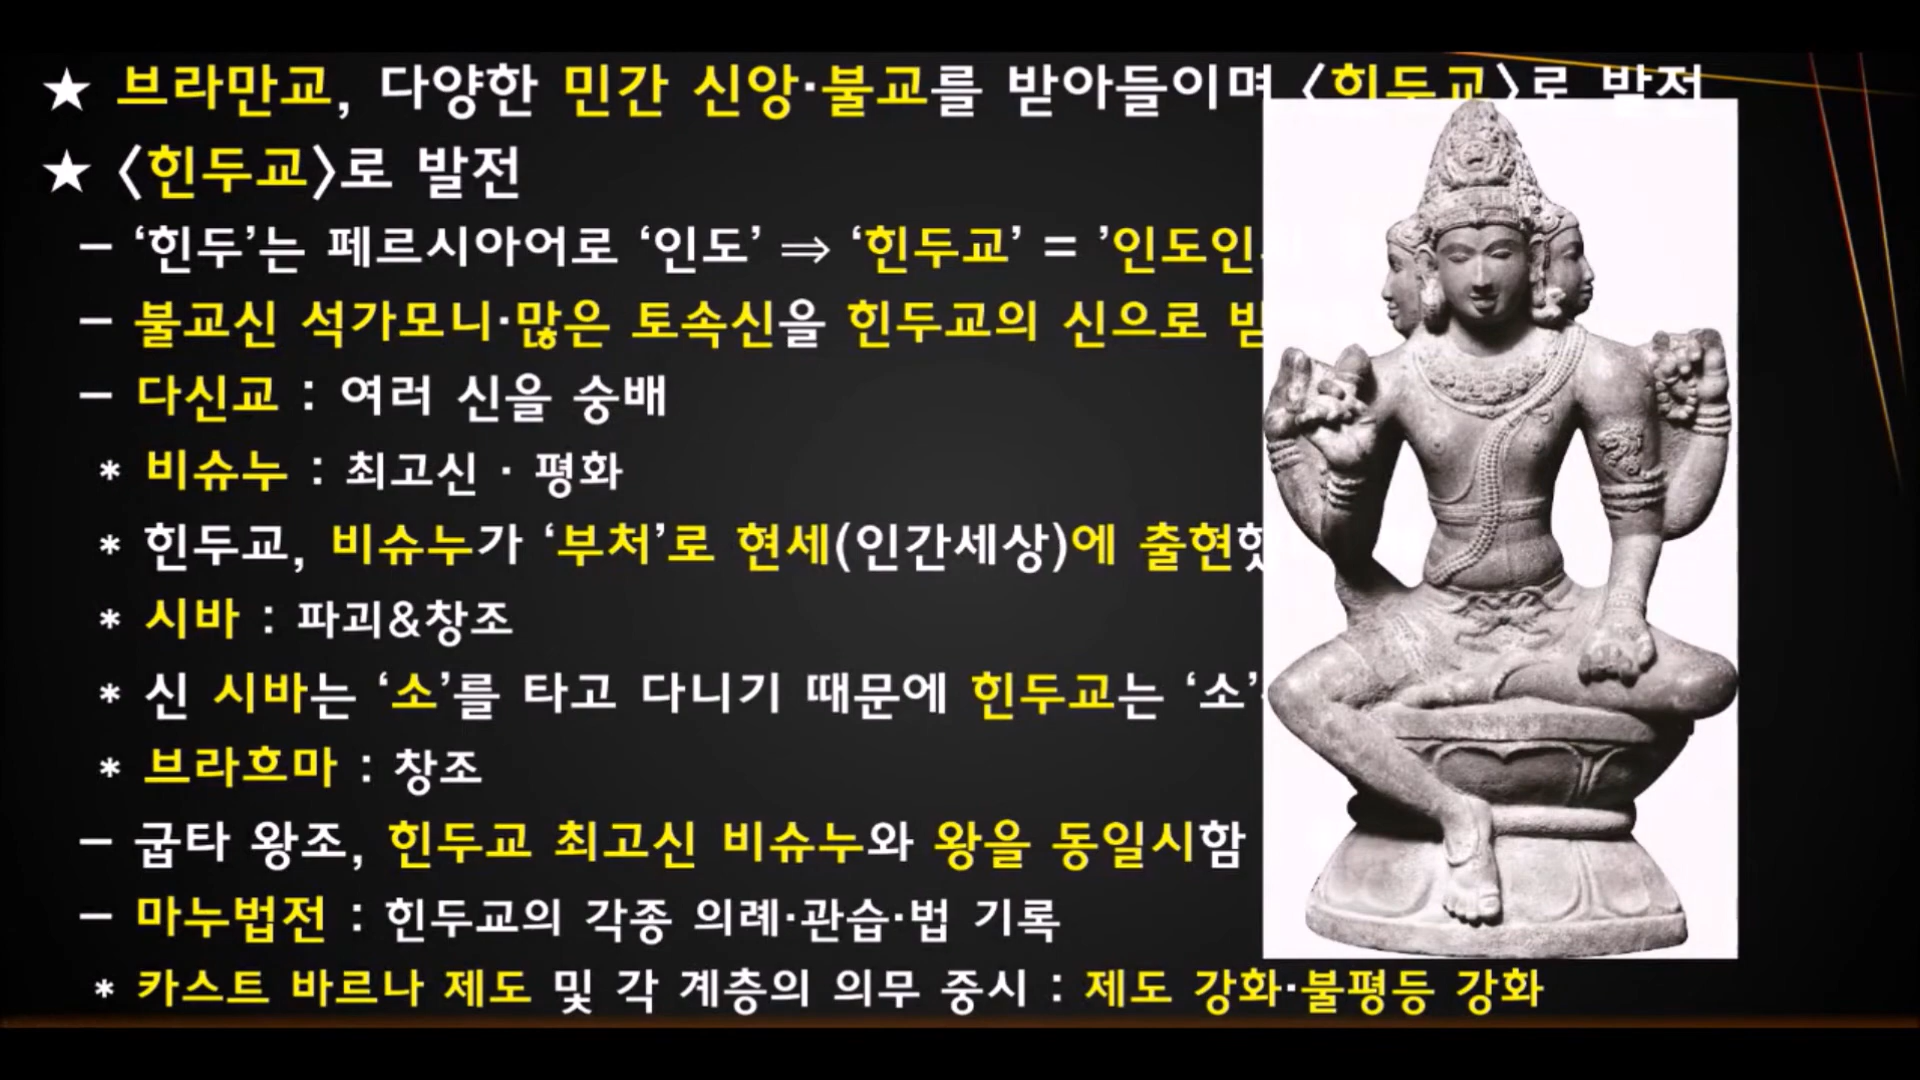 ★ 브라만교, 다양한 민간 신앙·불교를 받아들이며 〈힌두교〉로 발전
★ 〈힌두교〉로 발전
– ‘힌두’는 페르시아어로 ‘인도’ ⇒ ‘힌두교’ = ’인도인
– 불교신 석가모니·많은 토속신을 힌두교의 신으로
– 다신교 : 여러 신을 숭배
* 비슈누 : 최고신 · 평화
* 힌두교, 비슈누가 ‘부처’로 현세(인간세상)에 출현
* 시바 : 파괴&창조
* 신 시바는 ‘소’를 타고 다니기 때문에 힌두교는 ‘소’
* 브라흐마 : 창조
– 굽타 왕조, 힌두교 최고신 비슈누와 왕을 동일시함
– 마누법전 : 힌두교의 각종 의례·관습·법 기록
* 카스트 바르나 제도 및 각 계층의 의무 중시 : 제도 강화·불평등 강화